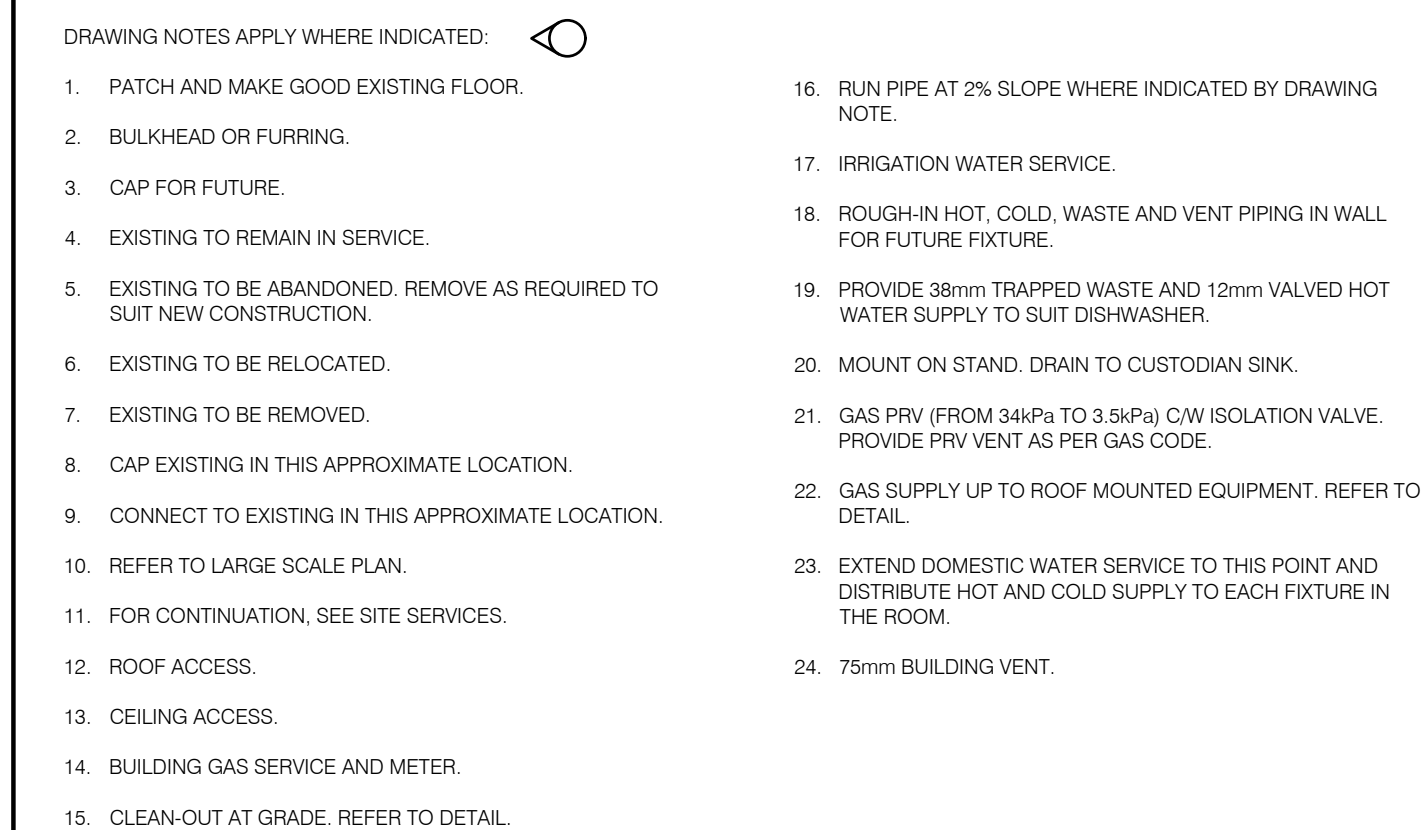 DRAWING NOTES APPLY WHERE INDICATED:
1. PATCH AND MAKE GOOD EXISTING FLOOR.
2. BULKHEAD OR FURRING.
3. CAP FOR FUTURE.
4. EXISTING TO REMAIN IN SERVICE.
5. EXISTING TO BE ABANDONED. REMOVE AS REQUIRED TO
SUIT NEW CONSTRUCTION.
6. EXISTING TO BE RELOCATED.
7. EXISTING TO BE REMOVED.
8. CAP EXISTING IN THIS APPROXIMATE LOCATION.
9. CONNECT TO EXISTING IN THIS APPROXIMATE LOCATION.
10. REFER TO LARGE SCALE PLAN.
11. FOR CONTINUATION, SEE SITE SERVICES.
12. ROOF ACCESS.
13. CEILING ACCESS.
14. BUILDING GAS SERVICE AND METER.
15. CLEAN-OUT AT GRADE. REFER TO DETAIL.
16. RUN PIPE AT 2% SLOPE WHERE INDICATED BY DRAWING
NOTE.
17. IRRIGATION WATER SERVICE.
18. ROUGH-IN HOT, COLD, WASTE AND VENT PIPING IN WALL
FOR FUTURE FIXTURE.
19. PROVIDE 38mm TRAPPED WASTE AND 12mm VALVED HOT
WATER SUPPLY TO SUIT DISHWASHER.
20. MOUNT ON STAND. DRAIN TO CUSTODIAN SINK.
21. GAS PRV (FROM 34kPa TO 3.5kPa) C/W ISOLATION VALVE.
PROVIDE PRV VENT AS PER GAS CODE.
22. GAS SUPPLY UP TO ROOF MOUNTED EQUIPMENT. REFER TO
DETAIL.
23. EXTEND DOMESTIC WATER SERVICE TO THIS POINT AND
DISTRIBUTE HOT AND COLD SUPPLY TO EACH FIXTURE IN
THE ROOM.
24. 75mm BUILDING VENT.